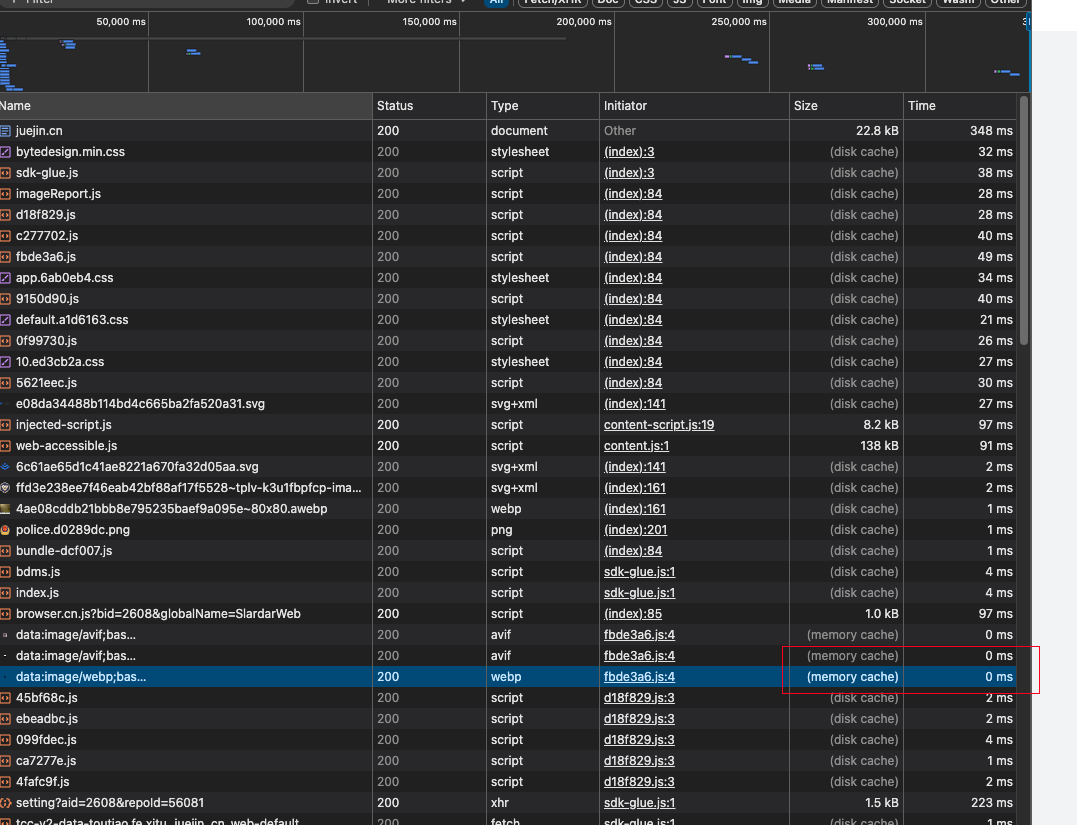 Filter Invert More filters All Fetch/XHR Doc CSS JS Font Img Media Manifest Socket Wasm Other
50,000 ms 100,000 ms 150,000 ms 200,000 ms 250,000 ms 300,000 ms
Name Status Type Initiator Size Time
juejin.cn 200 document Other 22.8 kB 348 ms
bytedesign.min.css 200 stylesheet (index):3 (disk cache) 32 ms
sdk-glue.js 200 script (index):3 (disk cache) 38 ms
imageReport.js 200 script (index):84 (disk cache) 28 ms
d18f829.js 200 script (index):84 (disk cache) 28 ms
c277702.js 200 script (index):84 (disk cache) 40 ms
fbde3a6.js 200 script (index):84 (disk cache) 49 ms
app.6ab0eb4.css 200 stylesheet (index):84 (disk cache) 34 ms
9150d90.js 200 script (index):84 (disk cache) 40 ms
default.a1d6163.css 200 stylesheet (index):84 (disk cache) 21 ms
0f99730.js 200 script (index):84 (disk cache) 26 ms
10.ed3cb2a.css 200 stylesheet (index):84 (disk cache) 27 ms
5621eec.js 200 script (index):84 (disk cache) 30 ms
e08da34488b114bd4c665ba2fa520a31.svg 200 svg+xml (index):141 (disk cache) 27 ms
injected-script.js 200 script content-script.js:19 8.2 kB 97 ms
web-accessible.js 200 script content.js:1 138 kB 91 ms
6c61ae65d1c41ae8221a670fa32d05aa.svg 200 svg+xml (index):141 (disk cache) 2 ms
ffd3e238ee7f46eab42bf88af17f5528~tplv-k3u1fbpfcp-ima... 200 svg+xml (index):161 (disk cache) 2 ms
4ae08cddb21bbb8e795235baef9a095e~80x80.awebp 200 webp (index):161 (disk cache) 1 ms
police.d0289dc.png 200 png (index):201 (disk cache) 1 ms
bundle-dcf007.js 200 script (index):84 (disk cache) 1 ms
bdms.js 200 script sdk-glue.js:1 (disk cache) 4 ms
index.js 200 script sdk-glue.js:1 (disk cache) 4 ms
browser.cn.js?bid=2608&globalName=SlardarWeb 200 script (index):85 1.0 kB 97 ms
data:image/avif;bas... 200 avif fbde3a6.js:4 (memory cache) 0 ms
data:image/avif;bas... 200 avif fbde3a6.js:4 (memory cache) 0 ms
data:image/webp;bas... 200 webp fbde3a6.js:4 (memory cache) 0 ms
45bf68c.js 200 script d18f829.js:3 (disk cache) 2 ms
ebeadbc.js 200 script d18f829.js:3 (disk cache) 2 ms
099fdec.js 200 script d18f829.js:3 (disk cache) 4 ms
ca7277e.js 200 script d18f829.js:3 (disk cache) 1 ms
4fafc9f.js 200 script d18f829.js:3 (disk cache) 2 ms
setting?aid=2608&repoId=56081 200 xhr sdk-glue.js:1 1.5 kB 223 ms
200 fetch sdk-glue.js:1 (disk cache) 1 ms